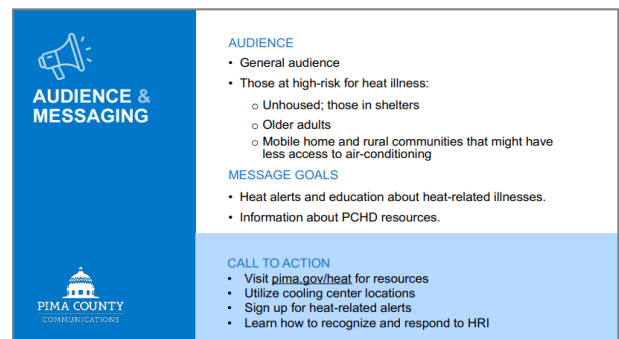 AUDIENCE &
MESSAGING
PIMA COUNTY
COMMUNICATIONS
AUDIENCE
• General audience
• Those at high-risk for heat illness:
o Unhoused; those in shelters
o Older adults
o Mobile home and rural communities that might have
less access to air-conditioning
MESSAGE GOALS
• Heat alerts and education about heat-related illnesses.
• Information about PCHD resources.
CALL TO ACTION
• Visit pima.gov/heat for resources
• Utilize cooling center locations
• Sign up for heat-related alerts
• Learn how to recognize and respond to HRI